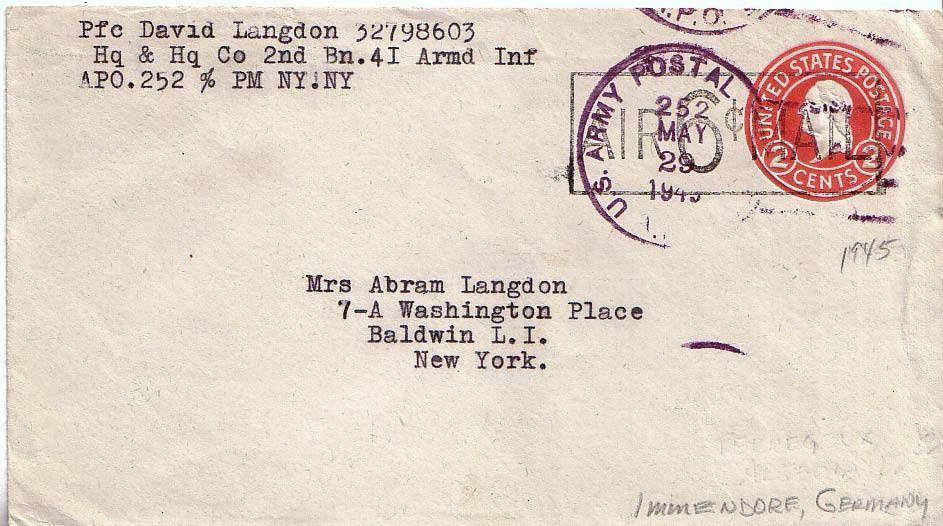 Pfc David Langdon 32798603
Hq & Hq Co 2nd Bn.4I Armd Inf
APO.252 % PM NY.NY
A.P.O.
U.S. ARMY POSTAL
252
MAY
29
1945
AIR 6¢ MAIL
UNITED STATES POSTAGE
2 CENTS 2
1945
Mrs Abram Langdon
7-A Washington Place
Baldwin L.I.
New York.
IMMENDORF, GERMANY